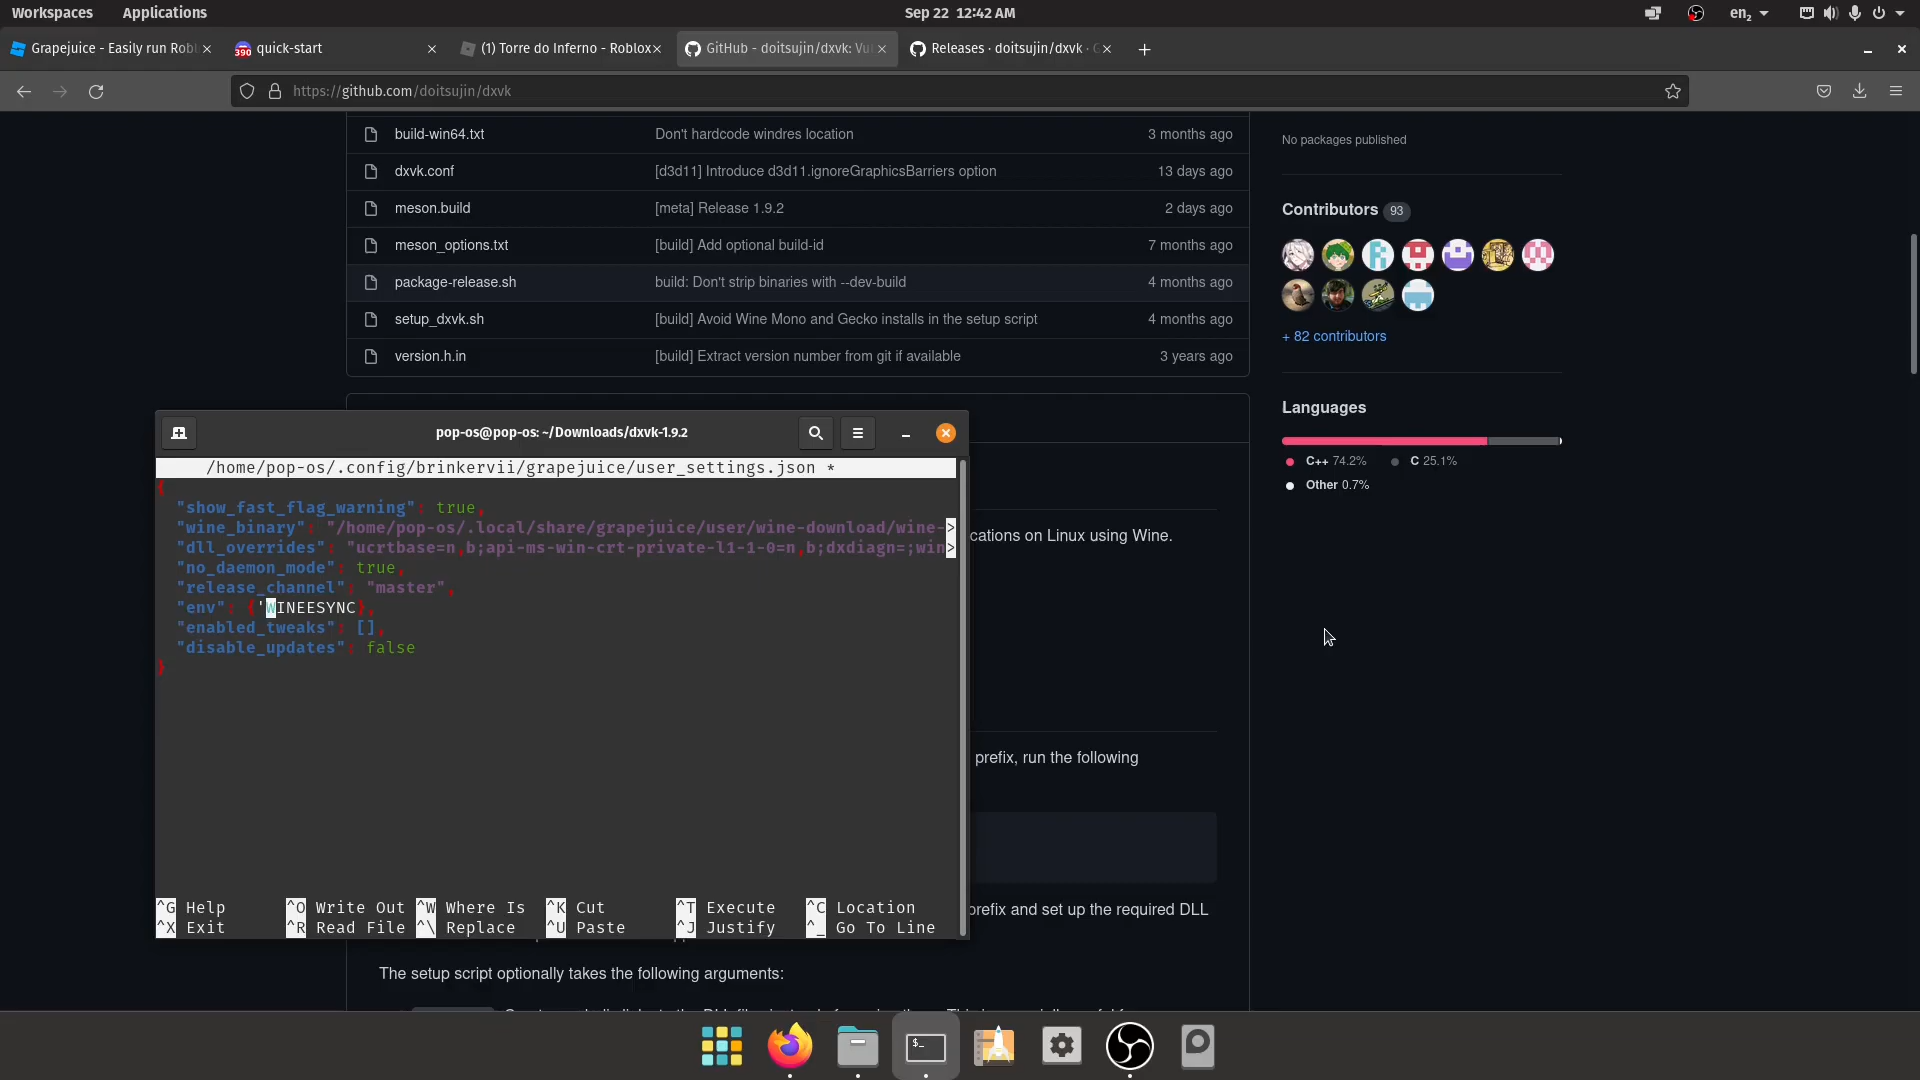 Workspaces Applications Sep 22 12:42 AM en₂
Grapejuice - Easily run Rob
390 quick-start
(1) Torre do Inferno - Roblox
GitHub - doitsujin/dxvk: Vu
Releases · doitsujin/dxvk · G
https://github.com/doitsujin/dxvk
build-win64.txt Don't hardcode windres location 3 months ago
dxvk.conf [d3d11] Introduce d3d11.ignoreGraphicsBarriers option 13 days ago
meson.build [meta] Release 1.9.2 2 days ago
meson_options.txt [build] Add optional build-id 7 months ago
package-release.sh build: Don't strip binaries with --dev-build 4 months ago
setup_dxvk.sh [build] Avoid Wine Mono and Gecko installs in the setup script 4 months ago
version.h.in [build] Extract version number from git if available 3 years ago
No packages published
Contributors 93
+ 82 contributors
Languages
C++ 74.2% C 25.1%
Other 0.7%
pop-os@pop-os: ~/Downloads/dxvk-1.9.2
/home/pop-os/.config/brinkervii/grapejuice/user_settings.json *
{
"show_fast_flag_warning": true,
"wine_binary": "/home/pop-os/.local/share/grapejuice/user/wine-download/wine->
"dll_overrides": "ucrtbase=n,b;api-ms-win-crt-private-l1-1-0=n,b;dxdiagn=;win>
"no_daemon_mode": true,
"release_channel": "master",
"env": {'WINEESYNC},
"enabled_tweaks": [],
"disable_updates": false
}
^G Help ^O Write Out ^W Where Is ^K Cut ^T Execute ^C Location
^X Exit ^R Read File ^\ Replace ^U Paste ^J Justify ^_ Go To Line
cations on Linux using Wine.
prefix, run the following
prefix and set up the required DLL
The setup script optionally takes the following arguments: